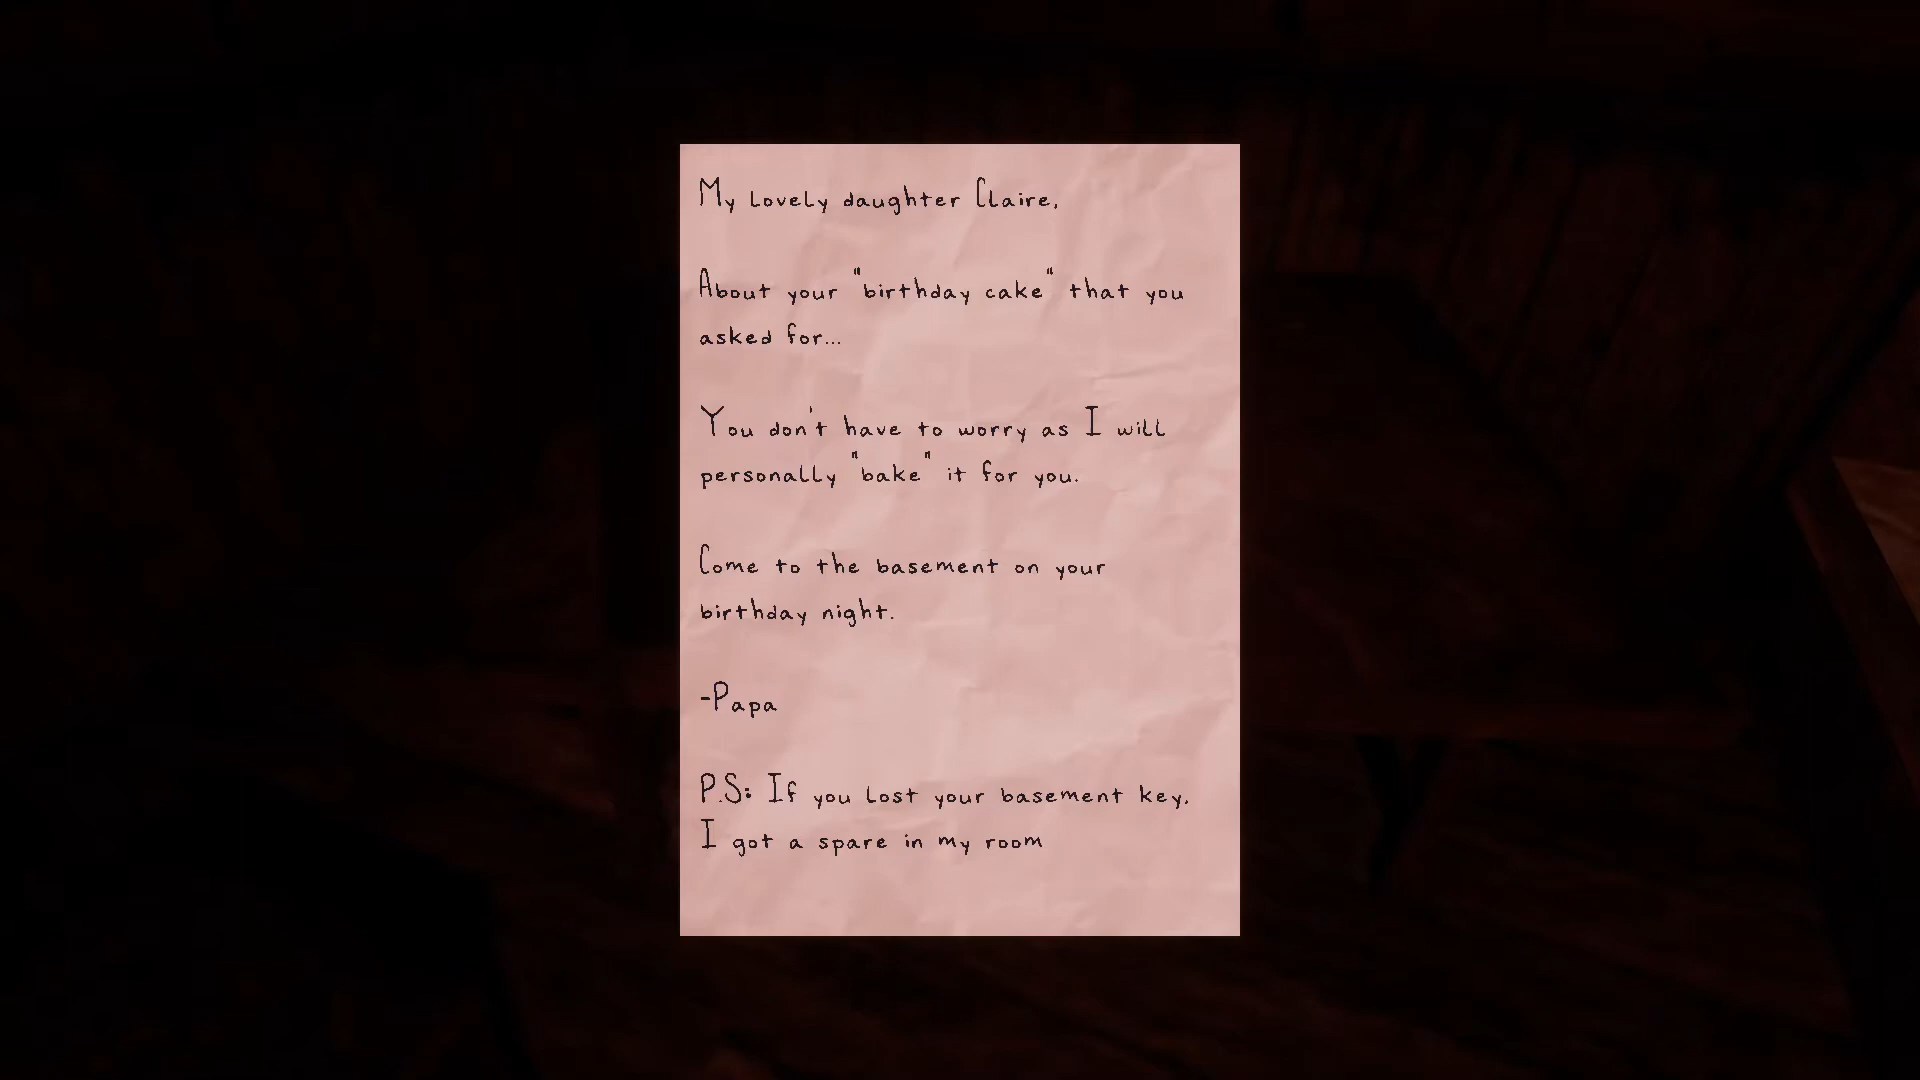 My lovely daughter Claire,
About your "birthday cake" that you
asked for...
You don't have to worry as I will
personally "bake" it for you.
Come to the basement on your
birthday night.
-Papa
P.S: If you lost your basement key,
I got a spare in my room